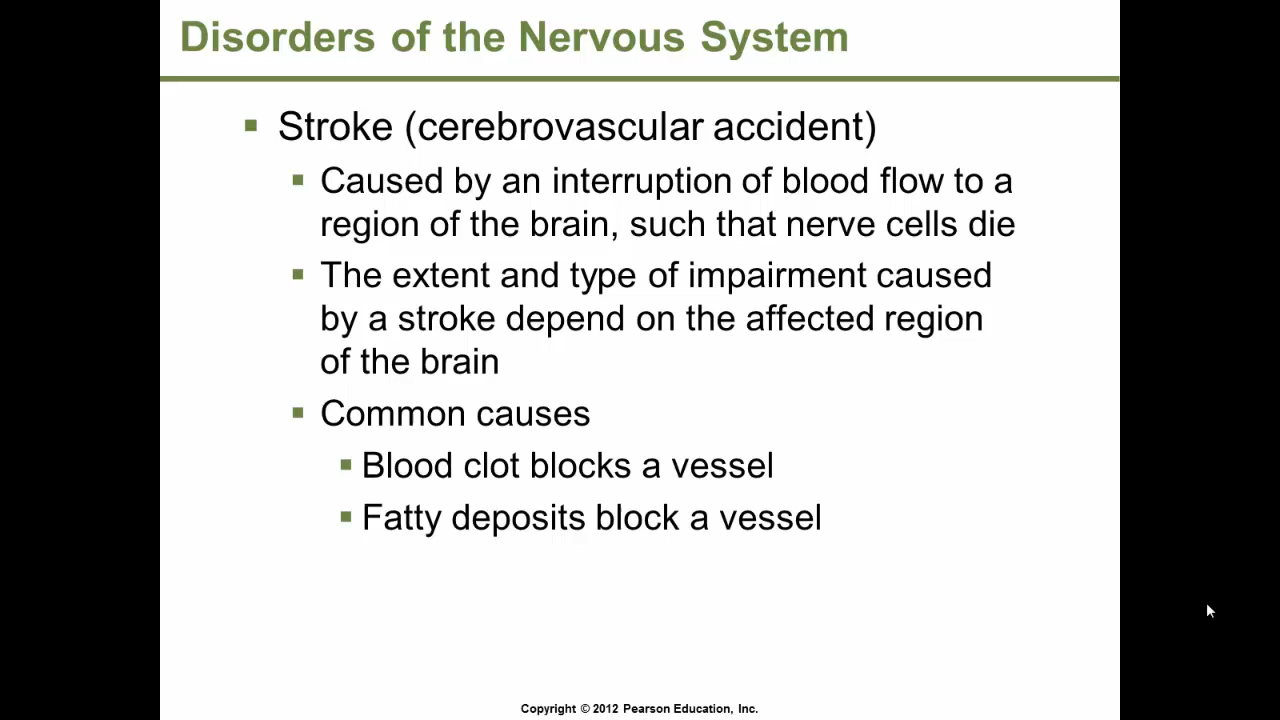 Disorders of the Nervous System
Stroke (cerebrovascular accident)
Caused by an interruption of blood flow to a
region of the brain, such that nerve cells die
The extent and type of impairment caused
by a stroke depend on the affected region
of the brain
Common causes
Blood clot blocks a vessel
Fatty deposits block a vessel
Copyright © 2012 Pearson Education, Inc.